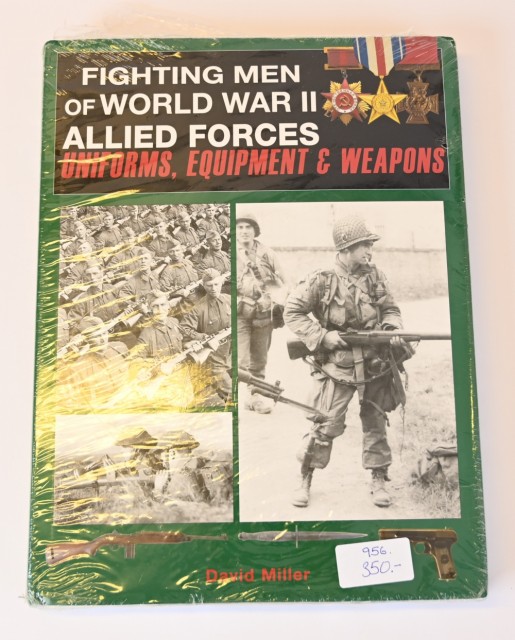 FIGHTING MEN
OF WORLD WAR II
ALLIED FORCES
UNIFORMS, EQUIPMENT & WEAPONS
David Miller
956.
350.-